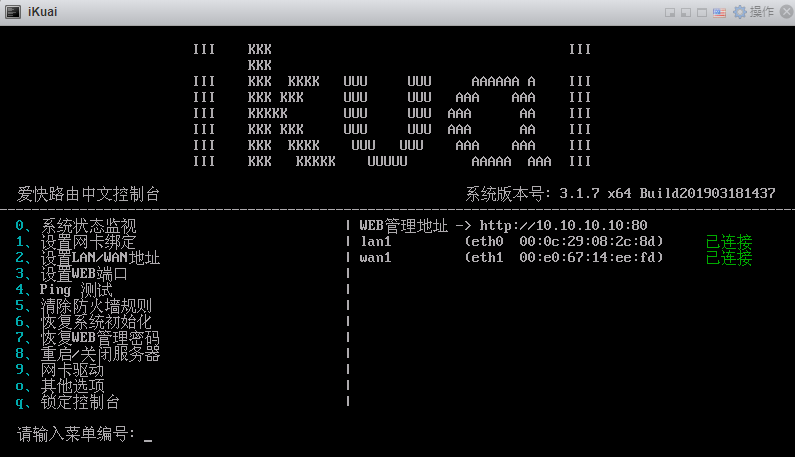 iKuai 操作
III    KKK                                     III
       KKK
III    KKK  KKKK   UUU     UUU     AAAAAA A    III
III    KKK KKK     UUU     UUU   AAA    AAA    III
III    KKKKK       UUU     UUU  AAA      AA    III
III    KKK KKK     UUU     UUU  AAA      AA    III
III    KKK  KKKK    UUU   UUU    AAA    AAA    III
III    KKK   KKKKK    UUUUU        AAAAA  AAA  III
爱快路由中文控制台 系统版本号: 3.1.7 x64 Build201903181437
0、系统状态监视 | WEB管理地址 -> http://10.10.10.10:80
1、设置网卡绑定 | lan1 (eth0 00:0c:29:08:2c:8d) 已连接
2、设置LAN/WAN地址 | wan1 (eth1 00:e0:67:14:ee:fd) 已连接
3、设置WEB端口 |
4、Ping 测试 |
5、清除防火墙规则 |
6、恢复系统初始化 |
7、恢复WEB管理密码 |
8、重启/关闭服务器 |
9、网卡驱动 |
o、其他选项 |
q、锁定控制台 |
请输入菜单编号: _